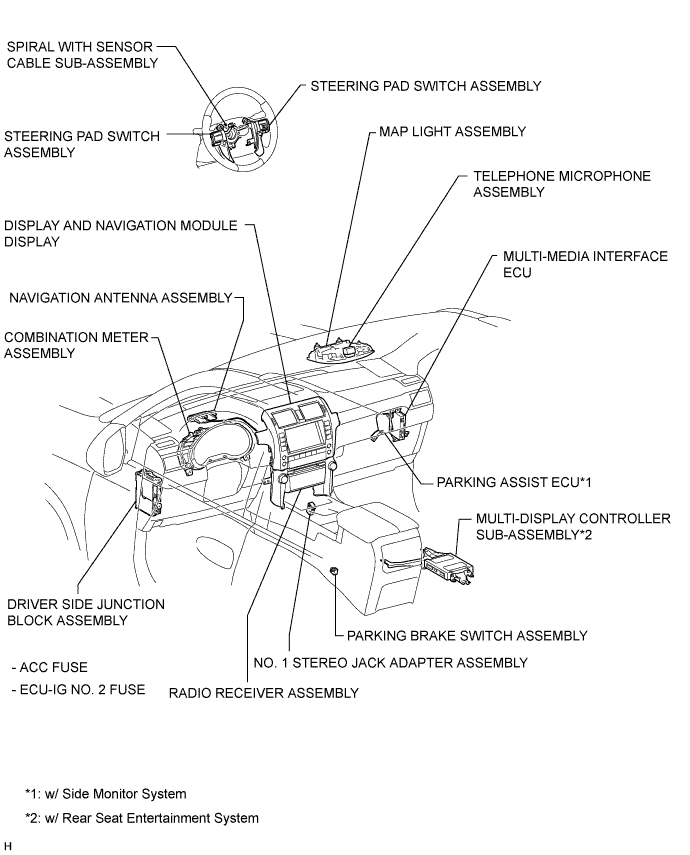 SPIRAL WITH SENSOR
CABLE SUB-ASSEMBLY
STEERING PAD SWITCH ASSEMBLY
STEERING PAD SWITCH
ASSEMBLY
MAP LIGHT ASSEMBLY
TELEPHONE MICROPHONE
ASSEMBLY
DISPLAY AND NAVIGATION MODULE
DISPLAY
MULTI-MEDIA INTERFACE
ECU
NAVIGATION ANTENNA ASSEMBLY
COMBINATION METER
ASSEMBLY
PARKING ASSIST ECU*1
MULTI-DISPLAY CONTROLLER
SUB-ASSEMBLY*2
DRIVER SIDE JUNCTION
BLOCK ASSEMBLY
PARKING BRAKE SWITCH ASSEMBLY
NO. 1 STEREO JACK ADAPTER ASSEMBLY
- ACC FUSE
- ECU-IG NO. 2 FUSE
RADIO RECEIVER ASSEMBLY
*1: w/ Side Monitor System
*2: w/ Rear Seat Entertainment System
H